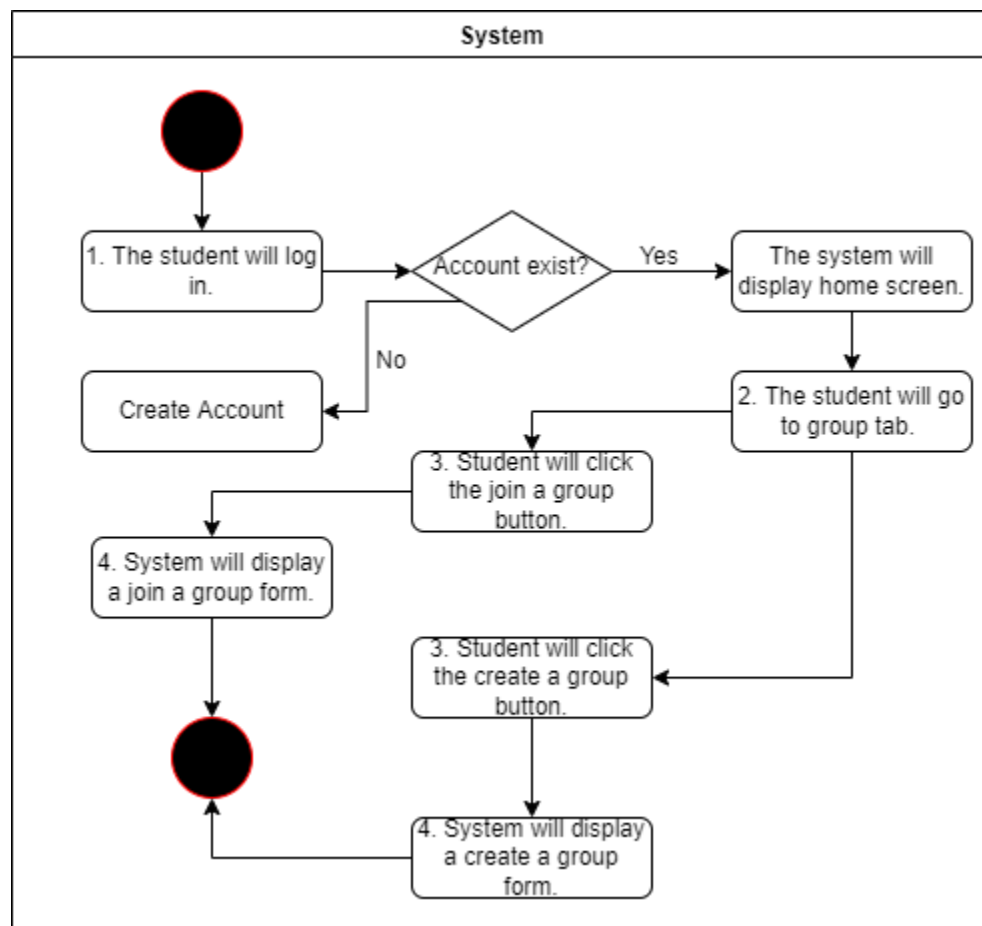 System
1. The student will log
in.
Account exist?
Yes
The system will
display home screen.
No
Create Account
2. The student will go
to group tab.
3. Student will click
the join a group
button.
4. System will display
a join a group form.
3. Student will click
the create a group
button.
4. System will display
a create a group
form.